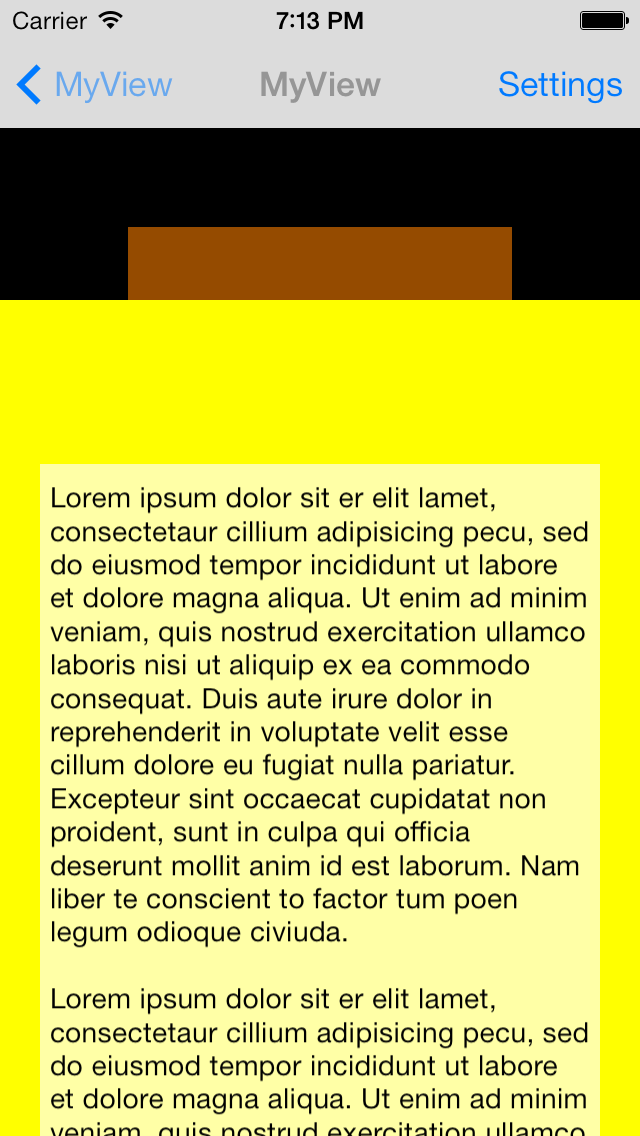 Carrier 7:13 PM
MyView MyView Settings
Lorem ipsum dolor sit er elit lamet,
consectetaur cillium adipisicing pecu, sed
do eiusmod tempor incididunt ut labore
et dolore magna aliqua. Ut enim ad minim
veniam, quis nostrud exercitation ullamco
laboris nisi ut aliquip ex ea commodo
consequat. Duis aute irure dolor in
reprehenderit in voluptate velit esse
cillum dolore eu fugiat nulla pariatur.
Excepteur sint occaecat cupidatat non
proident, sunt in culpa qui officia
deserunt mollit anim id est laborum. Nam
liber te conscient to factor tum poen
legum odioque civiuda.
Lorem ipsum dolor sit er elit lamet,
consectetaur cillium adipisicing pecu, sed
do eiusmod tempor incididunt ut labore
et dolore magna aliqua. Ut enim ad minim
veniam, quis nostrud exercitation ullamco